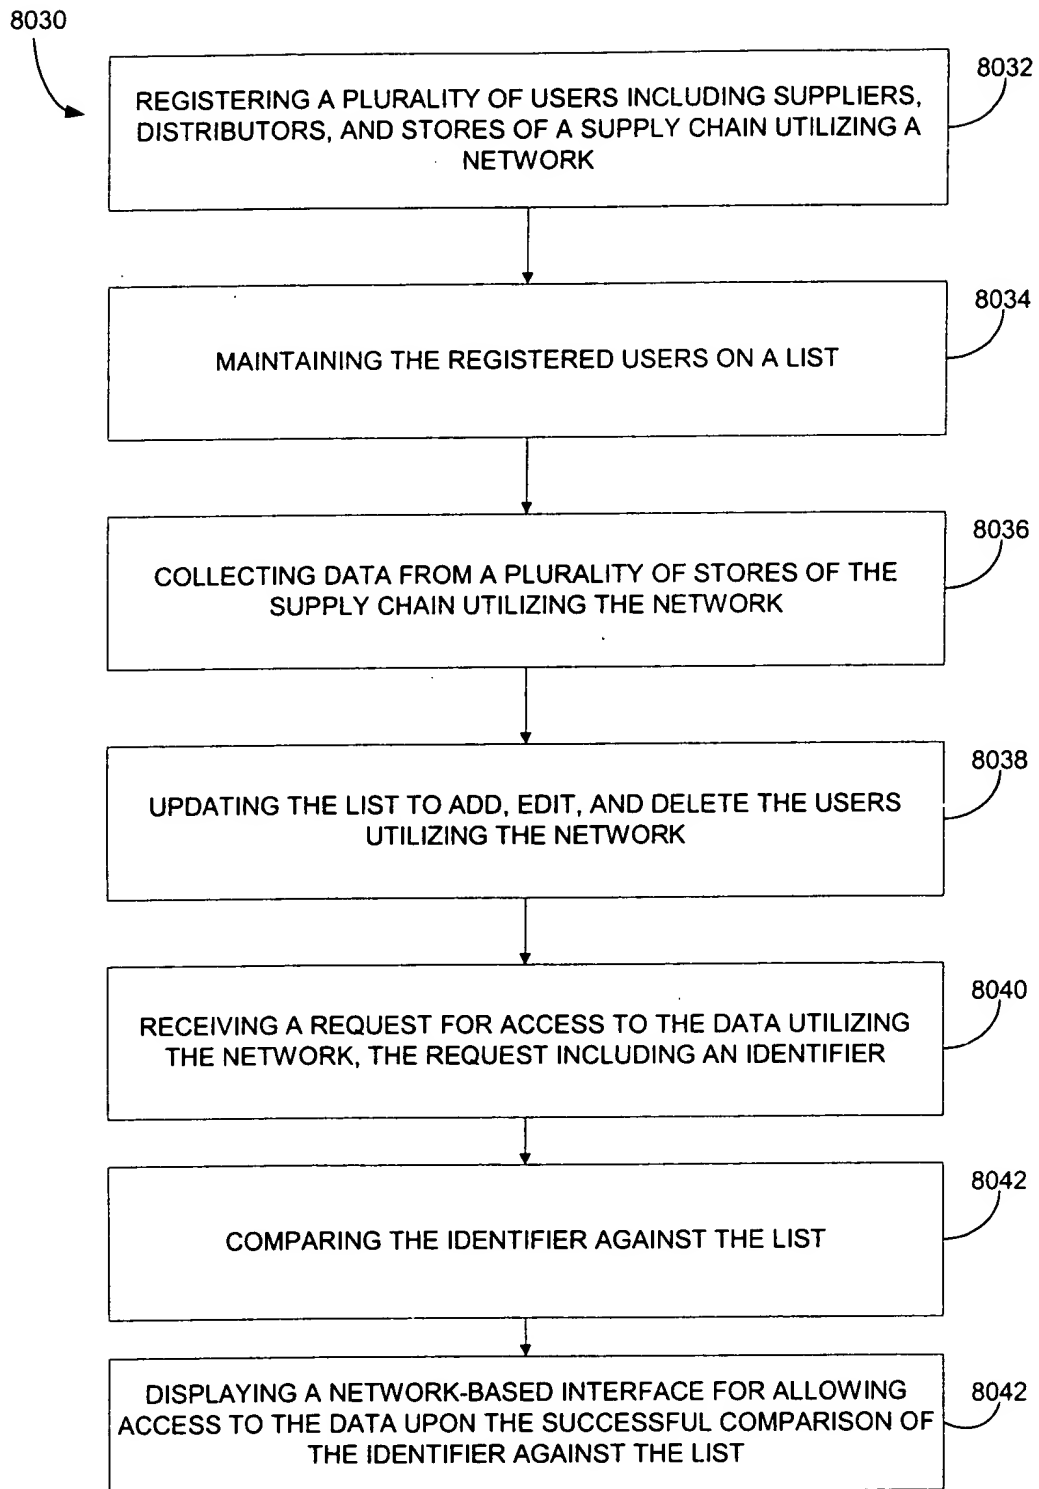 8030
8032
REGISTERING A PLURALITY OF USERS INCLUDING SUPPLIERS,
DISTRIBUTORS, AND STORES OF A SUPPLY CHAIN UTILIZING A
NETWORK
8034
MAINTAINING THE REGISTERED USERS ON A LIST
8036
COLLECTING DATA FROM A PLURALITY OF STORES OF THE
SUPPLY CHAIN UTILIZING THE NETWORK
8038
UPDATING THE LIST TO ADD, EDIT, AND DELETE THE USERS
UTILIZING THE NETWORK
8040
RECEIVING A REQUEST FOR ACCESS TO THE DATA UTILIZING
THE NETWORK, THE REQUEST INCLUDING AN IDENTIFIER
8042
COMPARING THE IDENTIFIER AGAINST THE LIST
8042
DISPLAYING A NETWORK-BASED INTERFACE FOR ALLOWING
ACCESS TO THE DATA UPON THE SUCCESSFUL COMPARISON OF
THE IDENTIFIER AGAINST THE LIST